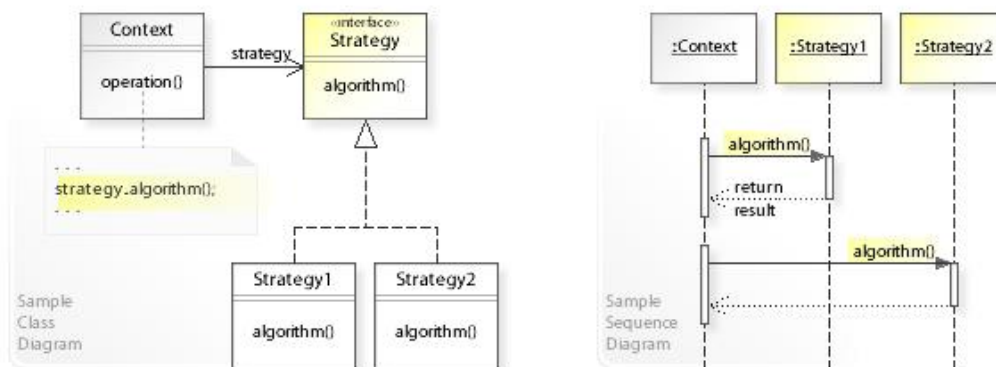 Context
operation()
strategy
«interface»
Strategy
algorithm()
. . .
strategy.algorithm();
. . .
Strategy1
algorithm()
Strategy2
algorithm()
Sample
Class
Diagram
:Context
:Strategy1
:Strategy2
algorithm()
return
result
algorithm()
Sample
Sequence
Diagram